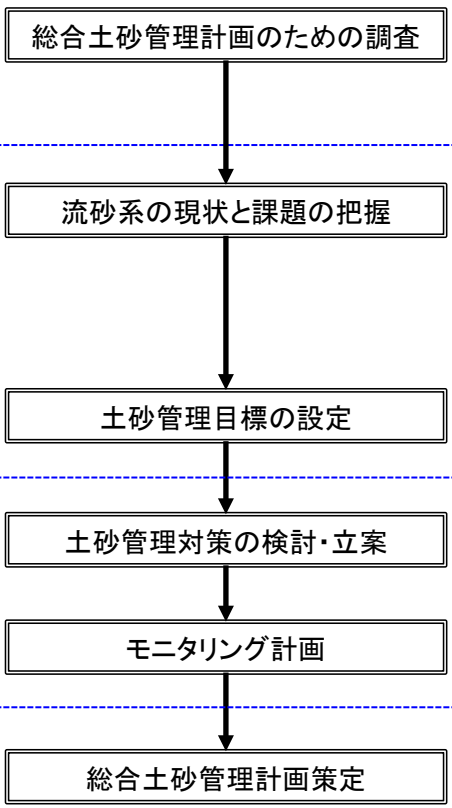 総合土砂管理計画のための調査
流砂系の現状と課題の把握
土砂管理目標の設定
土砂管理対策の検討・立案
モニタリング計画
総合土砂管理計画策定